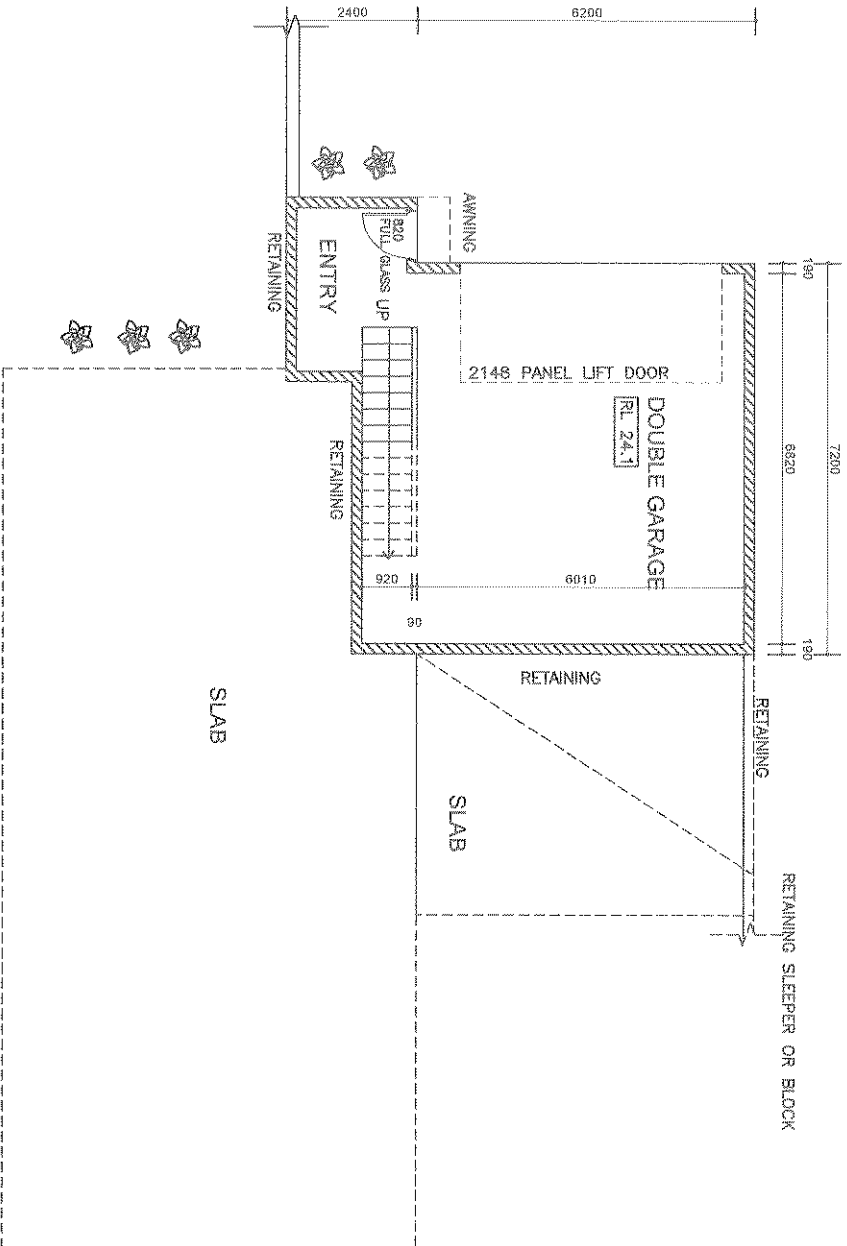 2400
6200
AWNING
820
FULL GLASS UP
ENTRY
RETAINING
190
6820
7200
190
2148 PANEL LIFT DOOR
DOUBLE GARAGE
RL 24.1
RETAINING
920
6010
90
RETAINING
RETAINING
SLAB
SLAB
RETAINING SLEEPER OR BLOCK